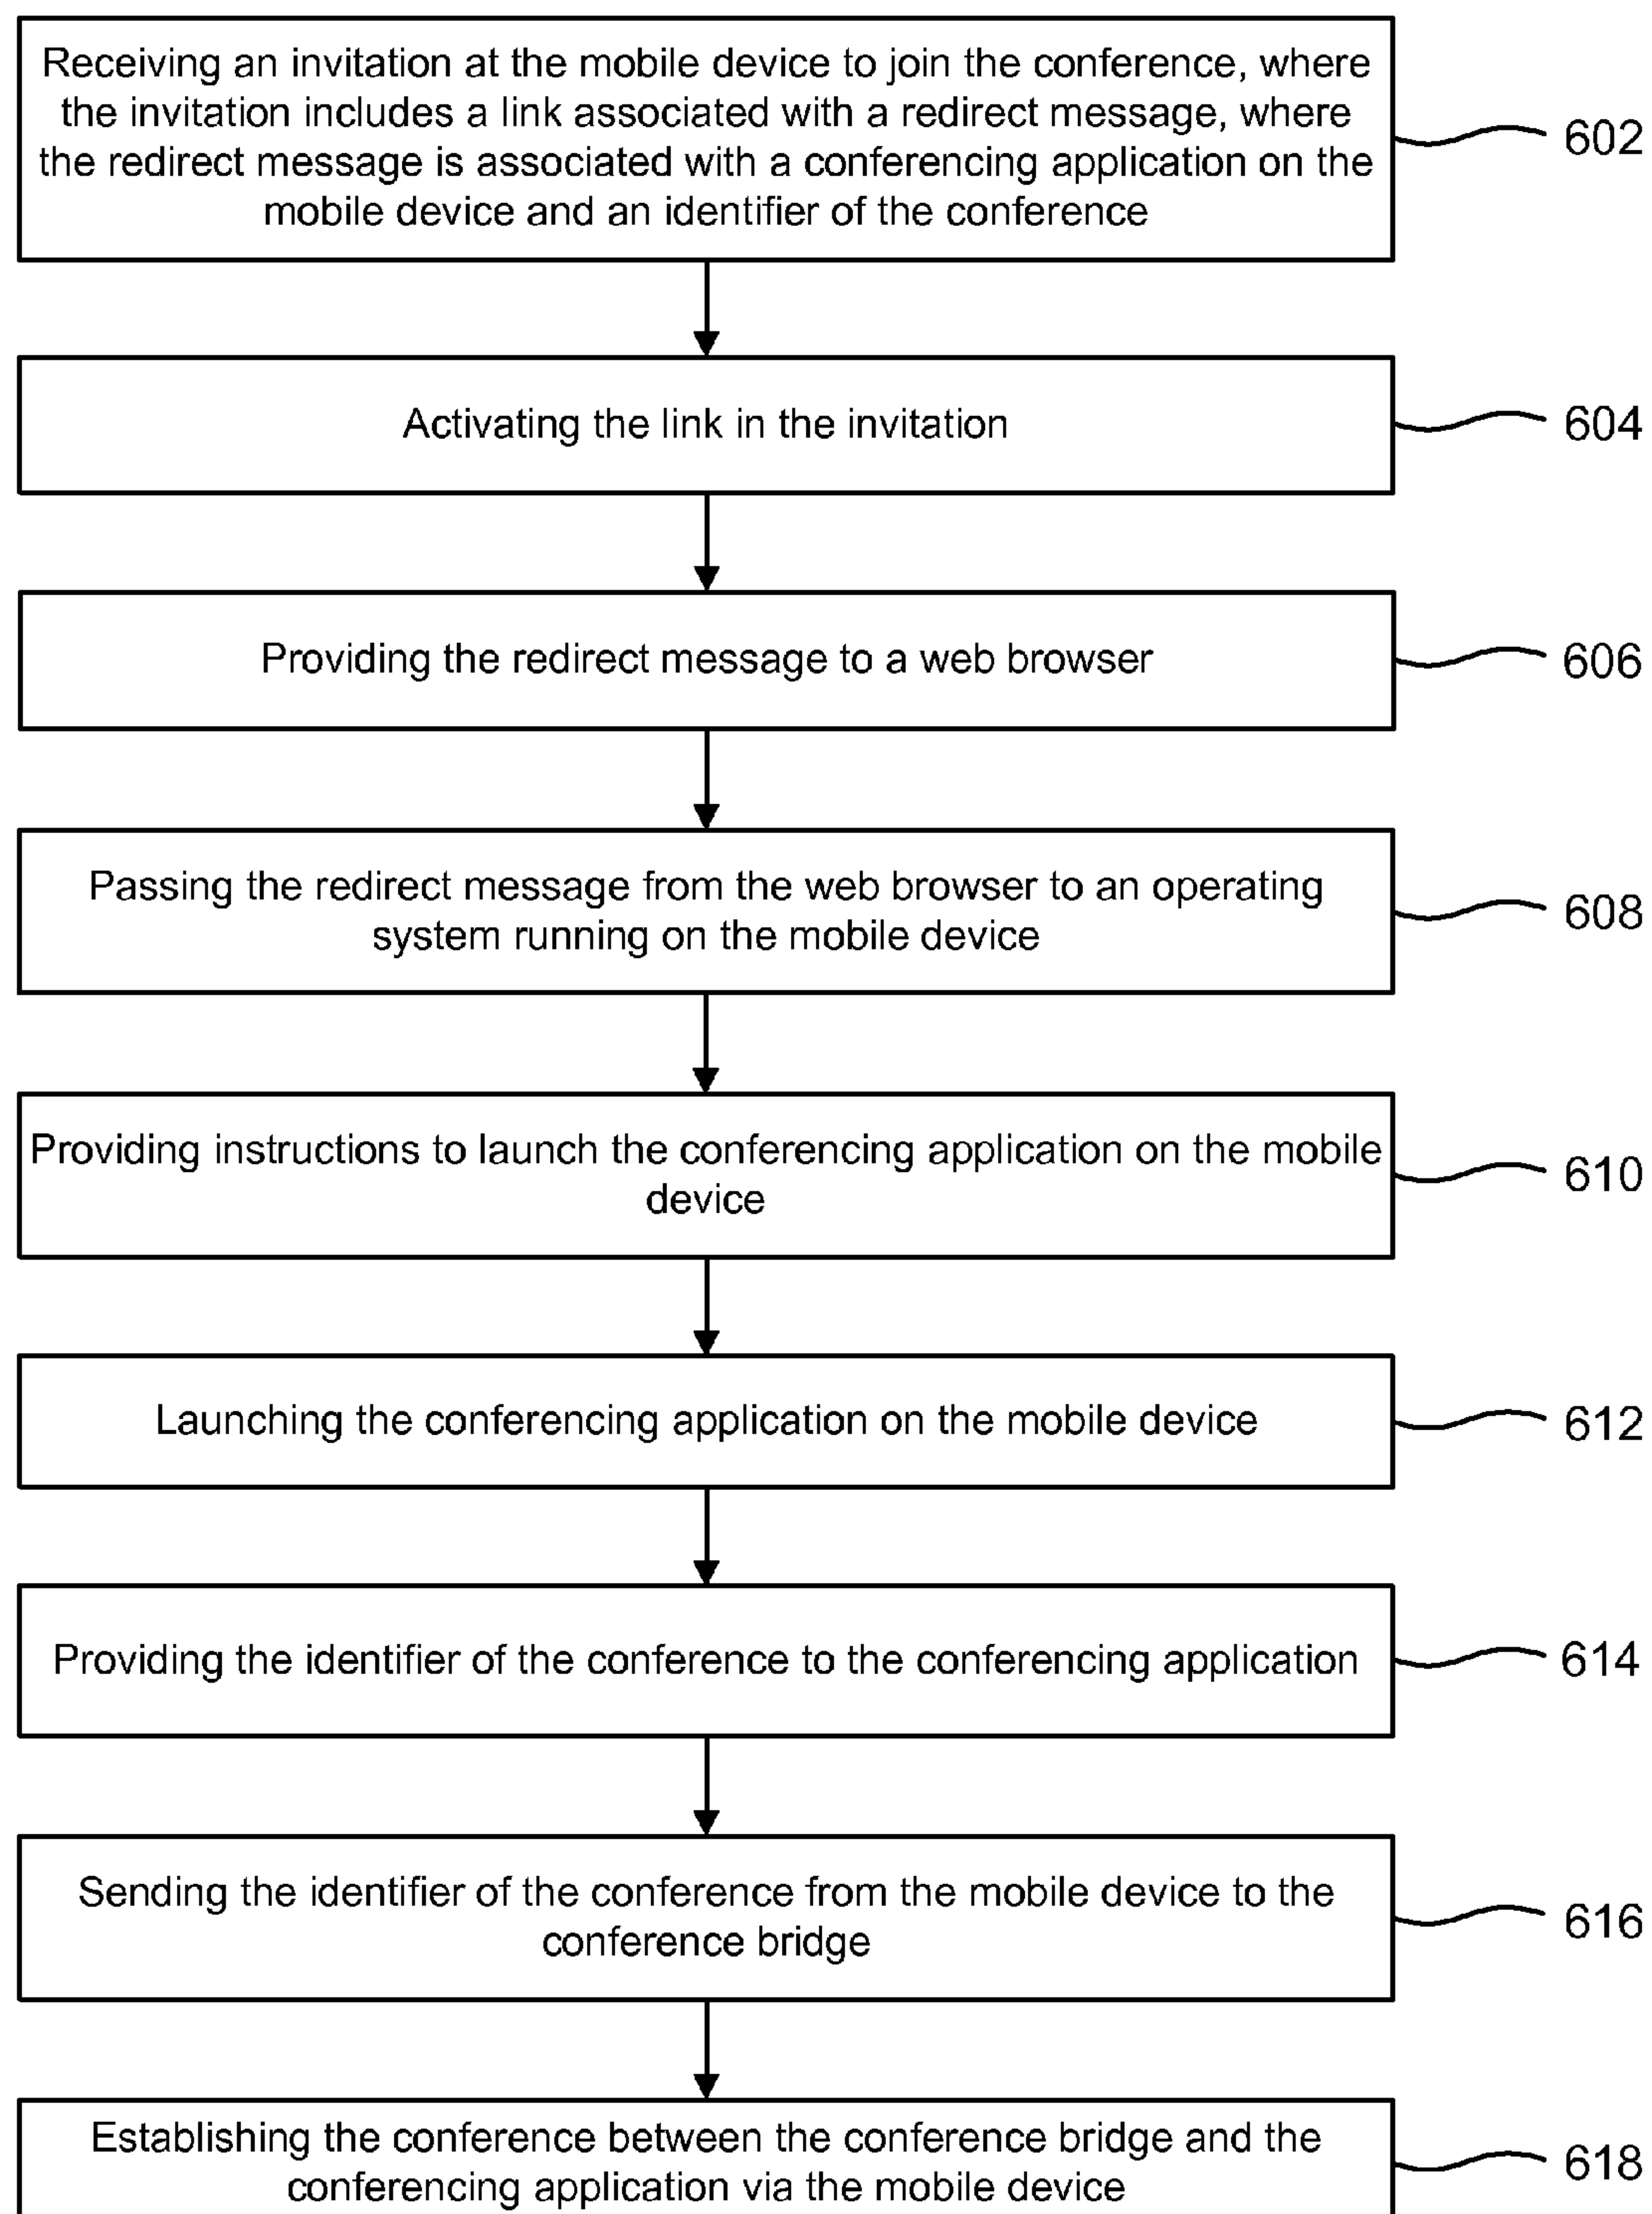 Receiving an invitation at the mobile device to join the conference, where
the invitation includes a link associated with a redirect message, where
the redirect message is associated with a conferencing application on the
mobile device and an identifier of the conference
602
Activating the link in the invitation
604
Providing the redirect message to a web browser
606
Passing the redirect message from the web browser to an operating
system running on the mobile device
608
Providing instructions to launch the conferencing application on the mobile
device
610
Launching the conferencing application on the mobile device
612
Providing the identifier of the conference to the conferencing application
614
Sending the identifier of the conference from the mobile device to the
conference bridge
616
Establishing the conference between the conference bridge and the
conferencing application via the mobile device
618